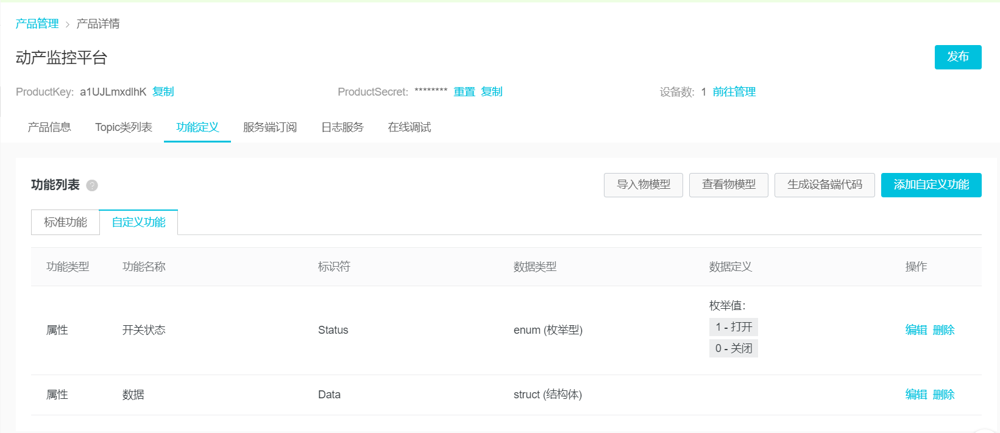 产品管理 > 产品详情
动产监控平台
发布
ProductKey: a1UJLmxdlhK 复制
ProductSecret: ******** 重置 复制
设备数: 1 前往管理
产品信息 Topic类列表 功能定义 服务端订阅 日志服务 在线调试
功能列表 ?
导入物模型 查看物模型 生成设备端代码 添加自定义功能
标准功能 自定义功能
功能类型 功能名称 标识符 数据类型 数据定义 操作
枚举值:
1 - 打开
属性 开关状态 Status enum (枚举型) 编辑 删除
0 - 关闭
属性 数据 Data struct (结构体) 编辑 删除